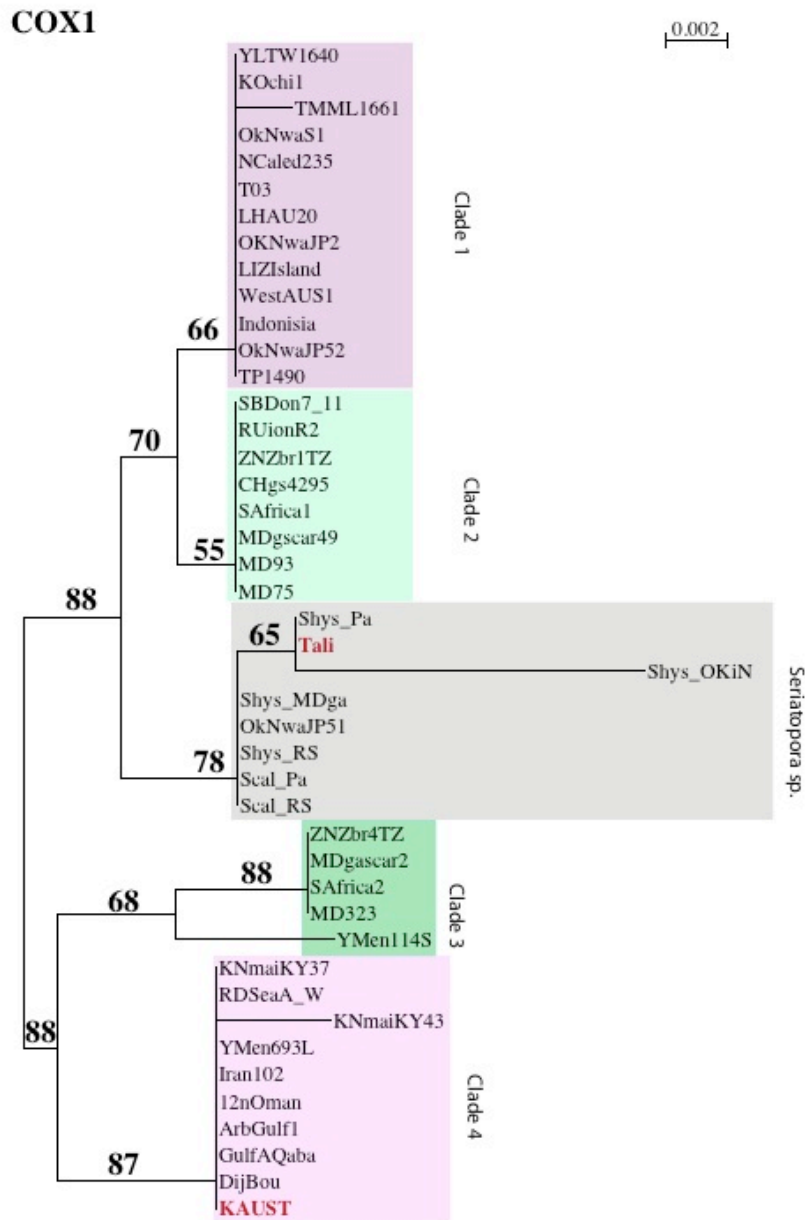 COX1
0.002
YLTW1640
KOchi1
TMML1661
OkNwaS1
NCaled235
T03
LHAU20
OKNwaJP2
LIZIsland
WestAUS1
Indonisia
OkNwaJP52
TP1490
Clade 1
66
70
SBDon7_11
RUionR2
ZNZbr1TZ
CHgs4295
SAfrica1
MDgscar49
MD93
MD75
Clade 2
55
88
Shys_Pa
Tali
Shys_OKiN
65
Shys_MDga
OkNwaJP51
Shys_RS
Scal_Pa
Scal_RS
Seriatopora sp.
78
ZNZbr4TZ
MDgascar2
SAfrica2
MD323
YMen114S
Clade 3
88
68
KNmaiKY37
RDSeaA_W
KNmaiKY43
YMen693L
Iran102
12nOman
ArbGulf1
GulfAQaba
DijBou
KAUST
Clade 4
88
87